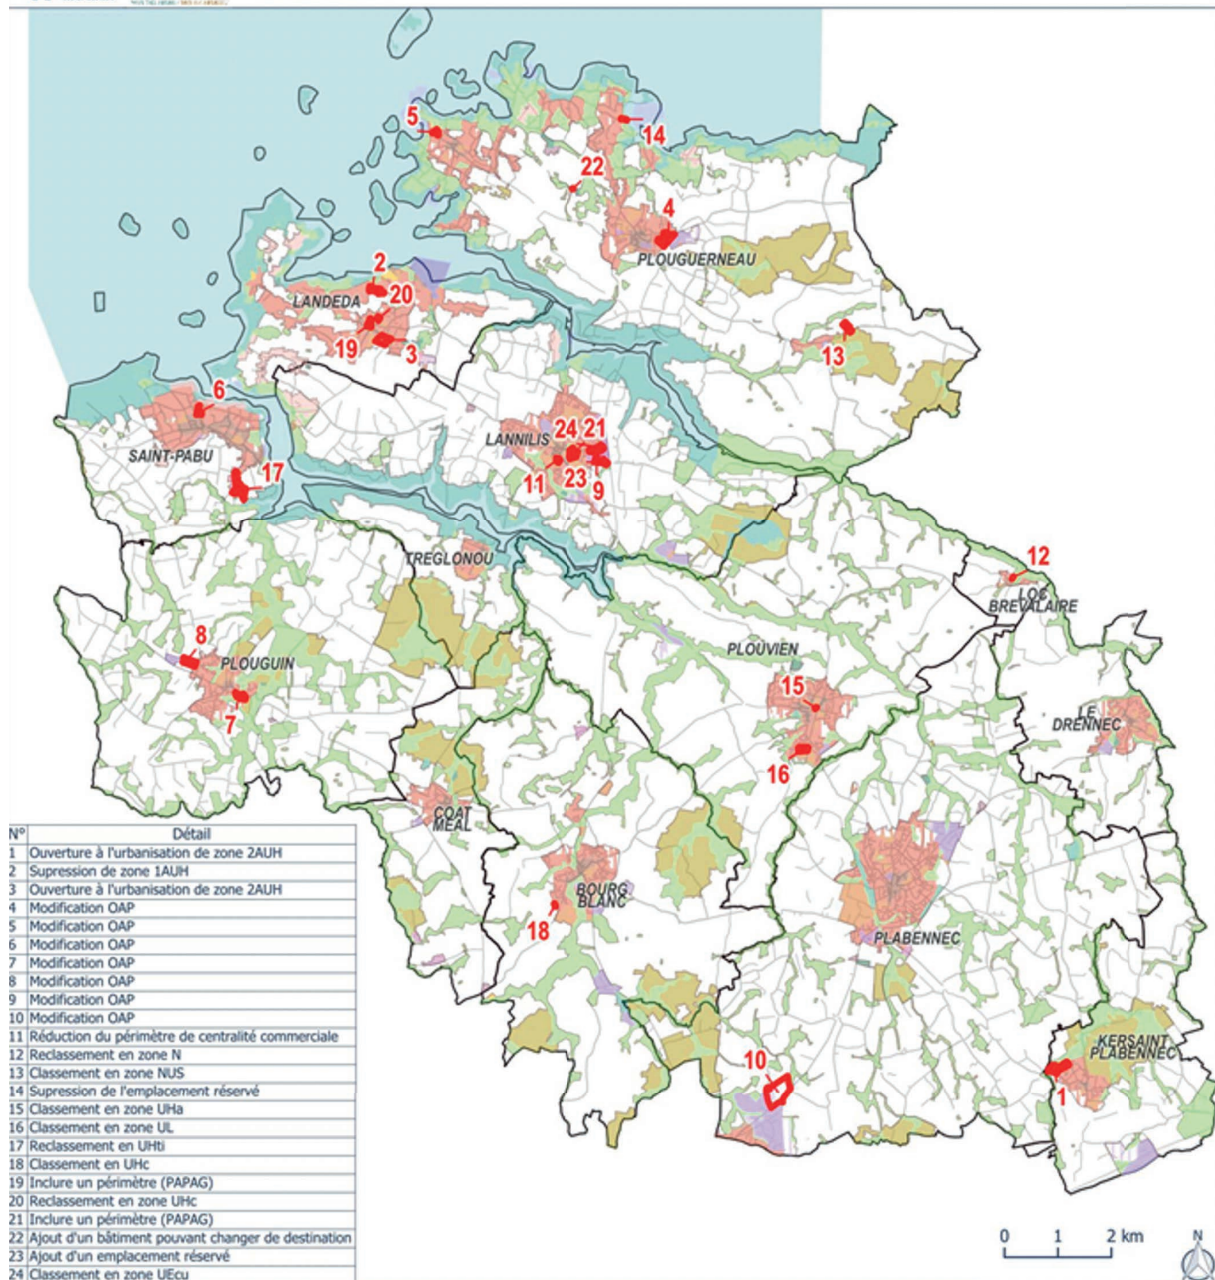 5
14
22
4
PLOUGUERNEAU
2
20
LANDEDA
19
3
13
6
24
21
LANNILIS
SAINT-PABU
17
11
23
9
12
TREGLONOU
LOC
BREVALAIRE
8
PLOUGUIN
PLOUVIEN
15
7
LE
DRENNEC
16
COAT
MEAL
BOURG
BLANC
18
PLABENNEC
KERSAINT
PLABENNEC
10
1
N° Détail
1 Ouverture à l'urbanisation de zone 2AUH
2 Supression de zone 1AUH
3 Ouverture à l'urbanisation de zone 2AUH
4 Modification OAP
5 Modification OAP
6 Modification OAP
7 Modification OAP
8 Modification OAP
9 Modification OAP
10 Modification OAP
11 Réduction du périmètre de centralité commerciale
12 Reclassement en zone N
13 Classement en zone NUS
14 Supression de l'emplacement réservé
15 Classement en zone UHa
16 Classement en zone UL
17 Reclassement en UHti
18 Classement en UHc
19 Inclure un périmètre (PAPAG)
20 Reclassement en zone UHc
21 Inclure un périmètre (PAPAG)
22 Ajout d'un bâtiment pouvant changer de destination
23 Ajout d'un emplacement réservé
24 Classement en zone UEcu
0 1 2 km
N